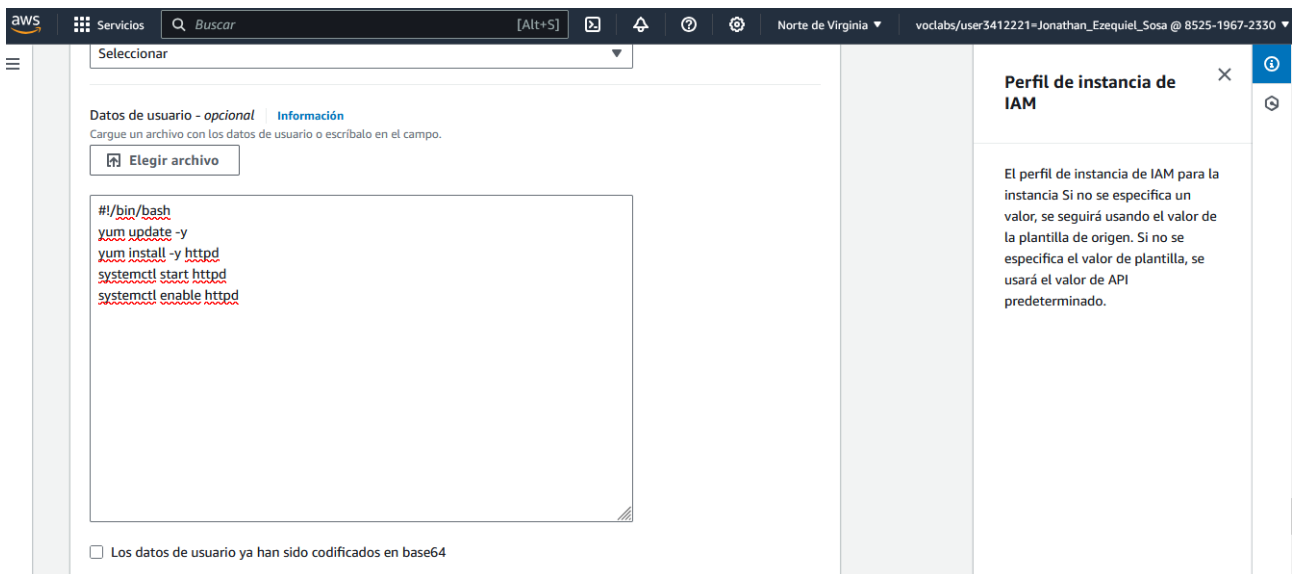 aws
Servicios
Buscar
[Alt+S]
Norte de Virginia
voclabs/user3412221=Jonathan_Ezequiel_Sosa @ 8525-1967-2330
Seleccionar
Datos de usuario - opcional
Información
Cargue un archivo con los datos de usuario o escríbalo en el campo.
Elegir archivo
#!/bin/bash
yum update -y
yum install -y httpd
systemctl start httpd
systemctl enable httpd
Los datos de usuario ya han sido codificados en base64
Perfil de instancia de
IAM
El perfil de instancia de IAM para la
instancia Si no se especifica un
valor, se seguirá usando el valor de
la plantilla de origen. Si no se
especifica el valor de plantilla, se
usará el valor de API
predeterminado.